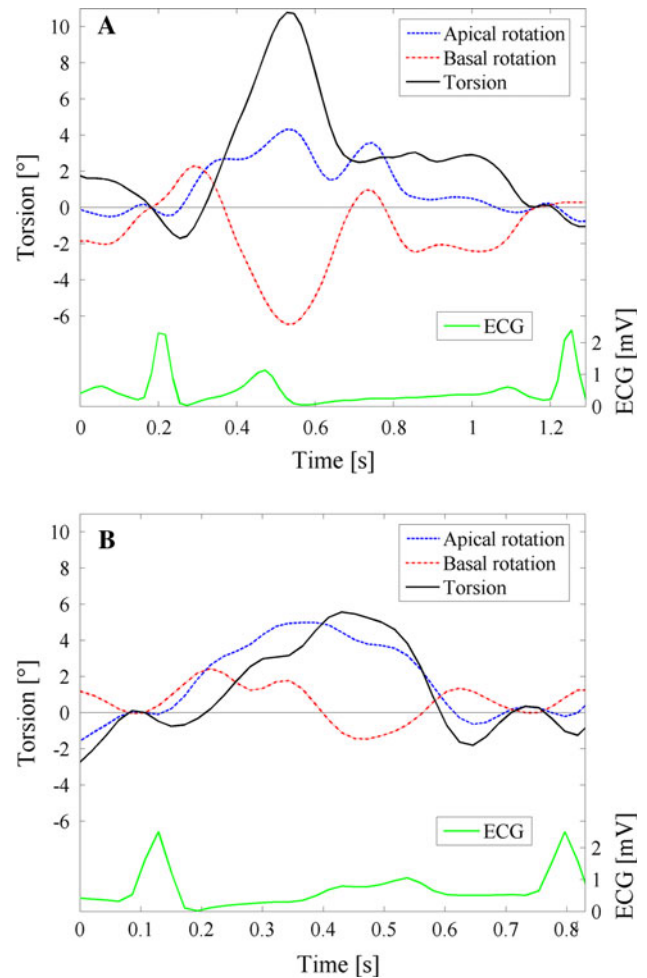 A
Apical rotation
Basal rotation
Torsion
10
8
6
4
2
0
-2
-4
-6
Torsion [°]
ECG
2
1
0
ECG [mV]
0 0.2 0.4 0.6 0.8 1 1.2
Time [s]
B
Apical rotation
Basal rotation
Torsion
10
8
6
4
2
0
-2
-4
-6
Torsion [°]
ECG
2
1
0
ECG [mV]
0 0.1 0.2 0.3 0.4 0.5 0.6 0.7 0.8
Time [s]